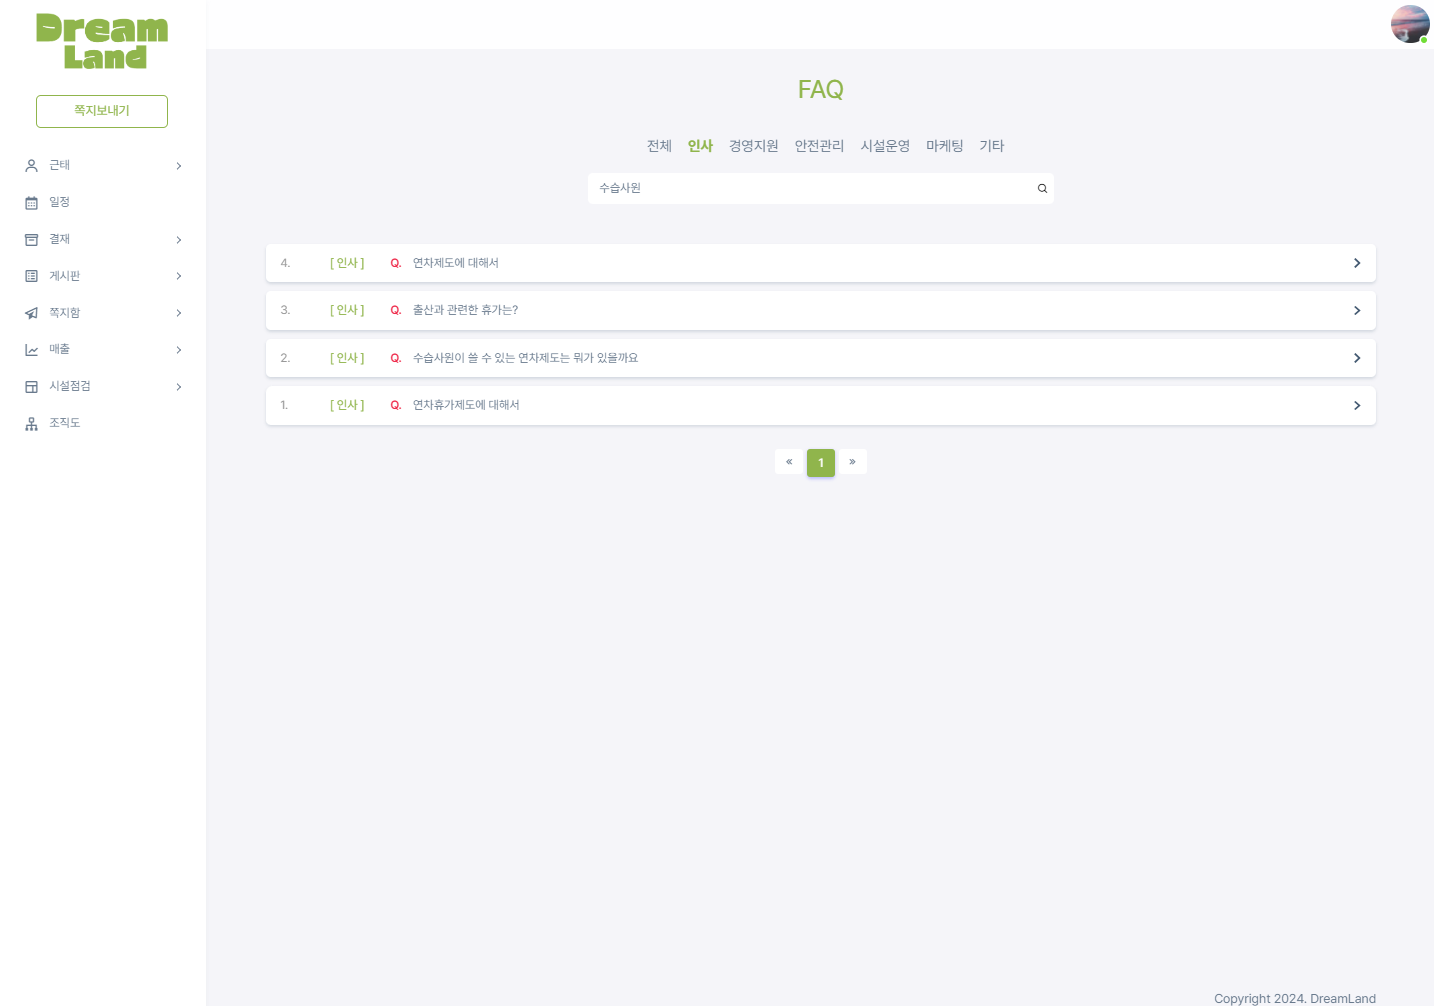 Dream
Land
쪽지보내기
근태
일정
결재
게시판
쪽지함
매출
시설점검
조직도
FAQ
전체 인사 경영지원 안전관리 시설운영 마케팅 기타
수습사원
4. [ 인사 ] Q. 연차제도에 대해서
3. [ 인사 ] Q. 출산과 관련한 휴가는?
2. [ 인사 ] Q. 수습사원이 쓸 수 있는 연차제도는 뭐가 있을까요
1. [ 인사 ] Q. 연차휴가제도에 대해서
« 1 »
Copyright 2024. DreamLand